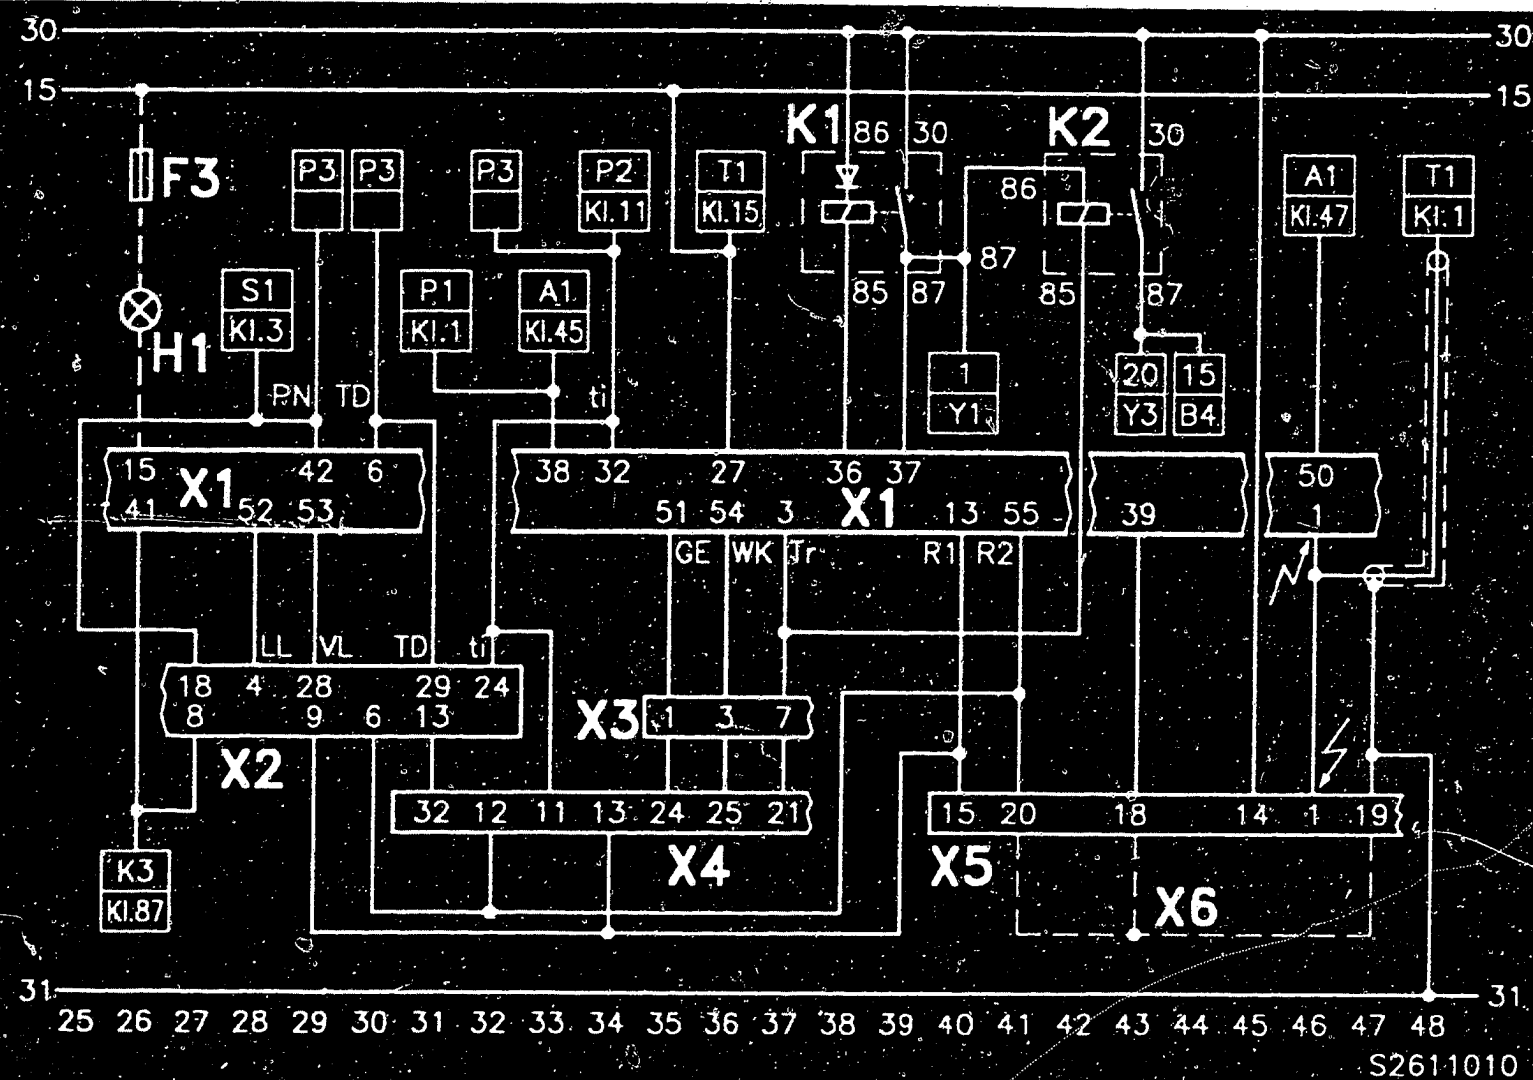 30 30
15 15
K1 86 30 K2 30
F3 P3 P3 P3 P2 T1 A1 T1
Kl.11 Kl.15 86 Kl.47 Kl.1
87
S1 P1 A1 85 87 85 87
H1 Kl.3 Kl.1 Kl.45
PN TD ti 1 20 15
Y1 Y3 B4
15 X1 42 6 38 32 27 36 37 50
41 52 53 51 54 3 X1 13 55 39 1
GE WK Tr R1 R2
LL VL TD ti
18 4 28 29 24
8 9 6 13 X3 1 3 7
X2
32 12 11 13 24 25 21 15 20 18 14 1 19
K3 X4 X5
Kl.87 X6
31 31
25 26 27 28 29 30 31 32 33 34 35 36 37 38 39 40 41 42 43 44 45 46 47 48
S2611010